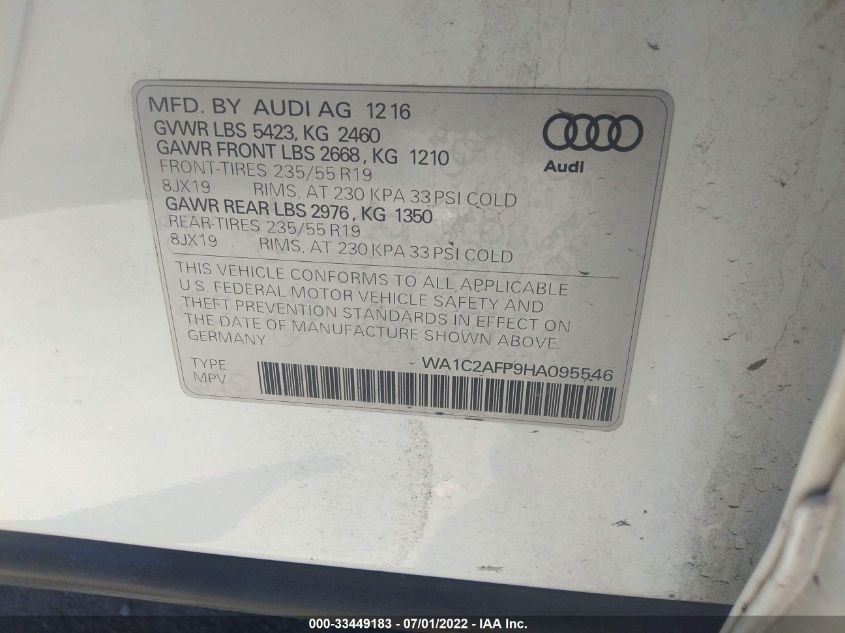 MFD. BY AUDI AG 12 16
GVWR LBS 5423, KG 2460
GAWR FRONT LBS 2668, KG 1210
FRONT-TIRES 235/55 R19
8JX19 RIMS, AT 230 KPA 33 PSI COLD
GAWR REAR LBS 2976, KG 1350
REAR-TIRES 235/55 R19
8JX19 RIMS, AT 230 KPA 33 PSI COLD
Audi
THIS VEHICLE CONFORMS TO ALL APPLICABLE
U.S. FEDERAL MOTOR VEHICLE SAFETY AND
THEFT PREVENTION STANDARDS IN EFFECT ON
THE DATE OF MANUFACTURE SHOWN ABOVE.
GERMANY
TYPE WA1C2AFP9HA095546
MPV
000-33449183 - 07/01/2022 - IAA Inc.